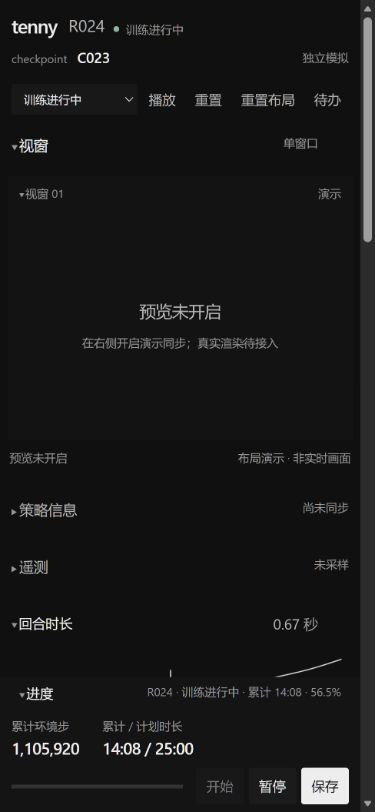 tenny R024 训练进行中
checkpoint C023 独立模拟
训练进行中 播放 重置 重置布局 待办
视窗 单窗口
视窗 01 演示
预览未开启
在右侧开启演示同步；真实渲染待接入
预览未开启 布局演示 · 非实时画面
策略信息 尚未同步
遥测 未采样
回合时长 0.67 秒
进度 R024 · 训练进行中 · 累计 14:08 · 56.5%
累计环境步 累计 / 计划时长
1,105,920 14:08 / 25:00
开始 暂停 保存